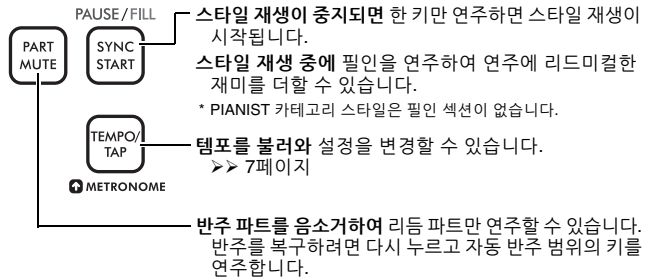 PAUSE/FILL
스타일 재생이 중지되면 한 키만 연주하면 스타일 재생이
시작됩니다.
PART
MUTE
SYNC
START
스타일 재생 중에 필인을 연주하여 연주에 리드미컬한
재미를 더할 수 있습니다.
* PIANIST 카테고리 스타일은 필인 섹션이 없습니다.
TEMPO/
TAP
템포를 불러와 설정을 변경할 수 있습니다.
➢➢ 7페이지
METRONOME
반주 파트를 음소거하여 리듬 파트만 연주할 수 있습니다.
반주를 복구하려면 다시 누르고 자동 반주 범위의 키를
연주합니다.